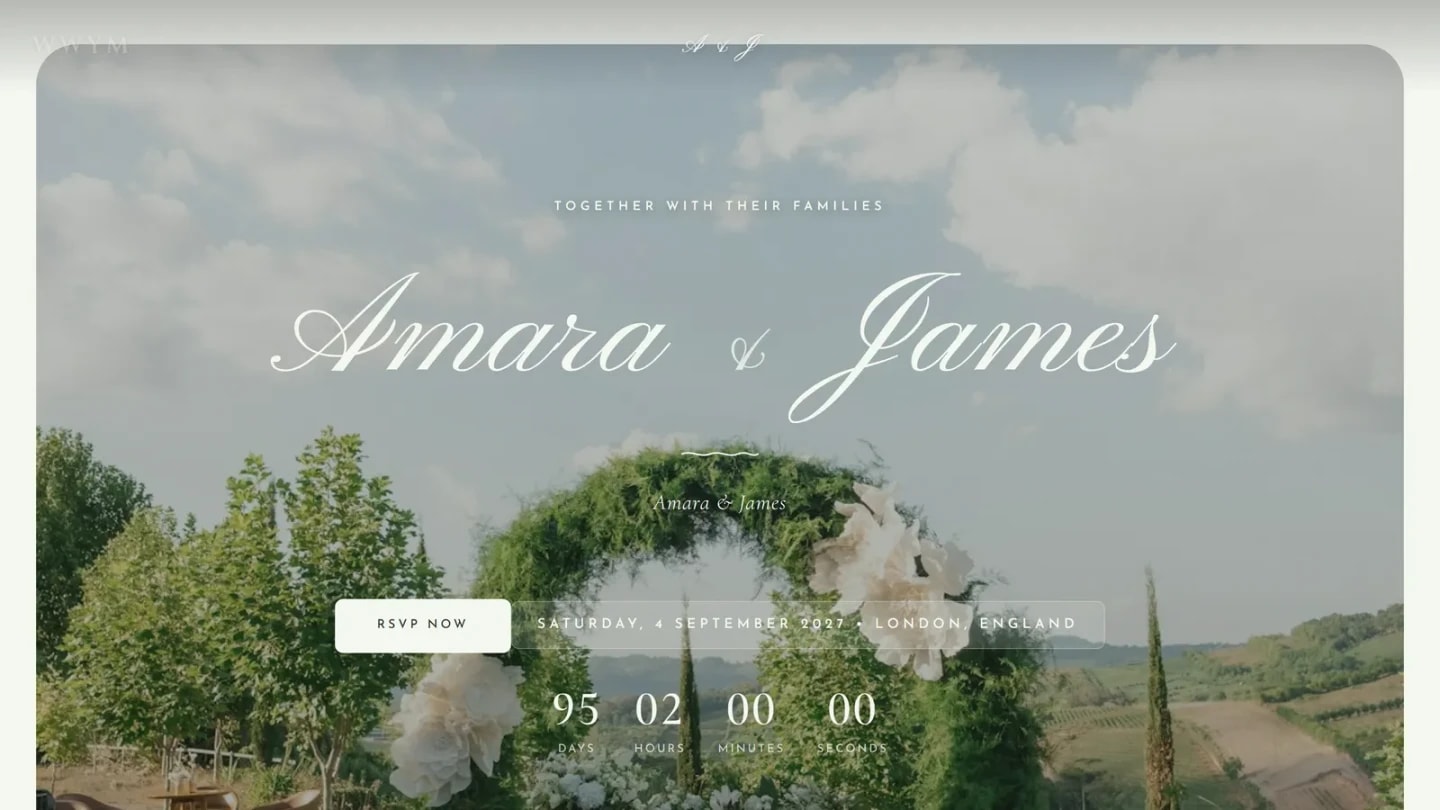 WWYM
A & J
TOGETHER WITH THEIR FAMILIES
Amara & James
Amara & James
RSVP NOW
SATURDAY, 4 SEPTEMBER 2027 • LONDON, ENGLAND
95 02 00 00
DAYS HOURS MINUTES SECONDS